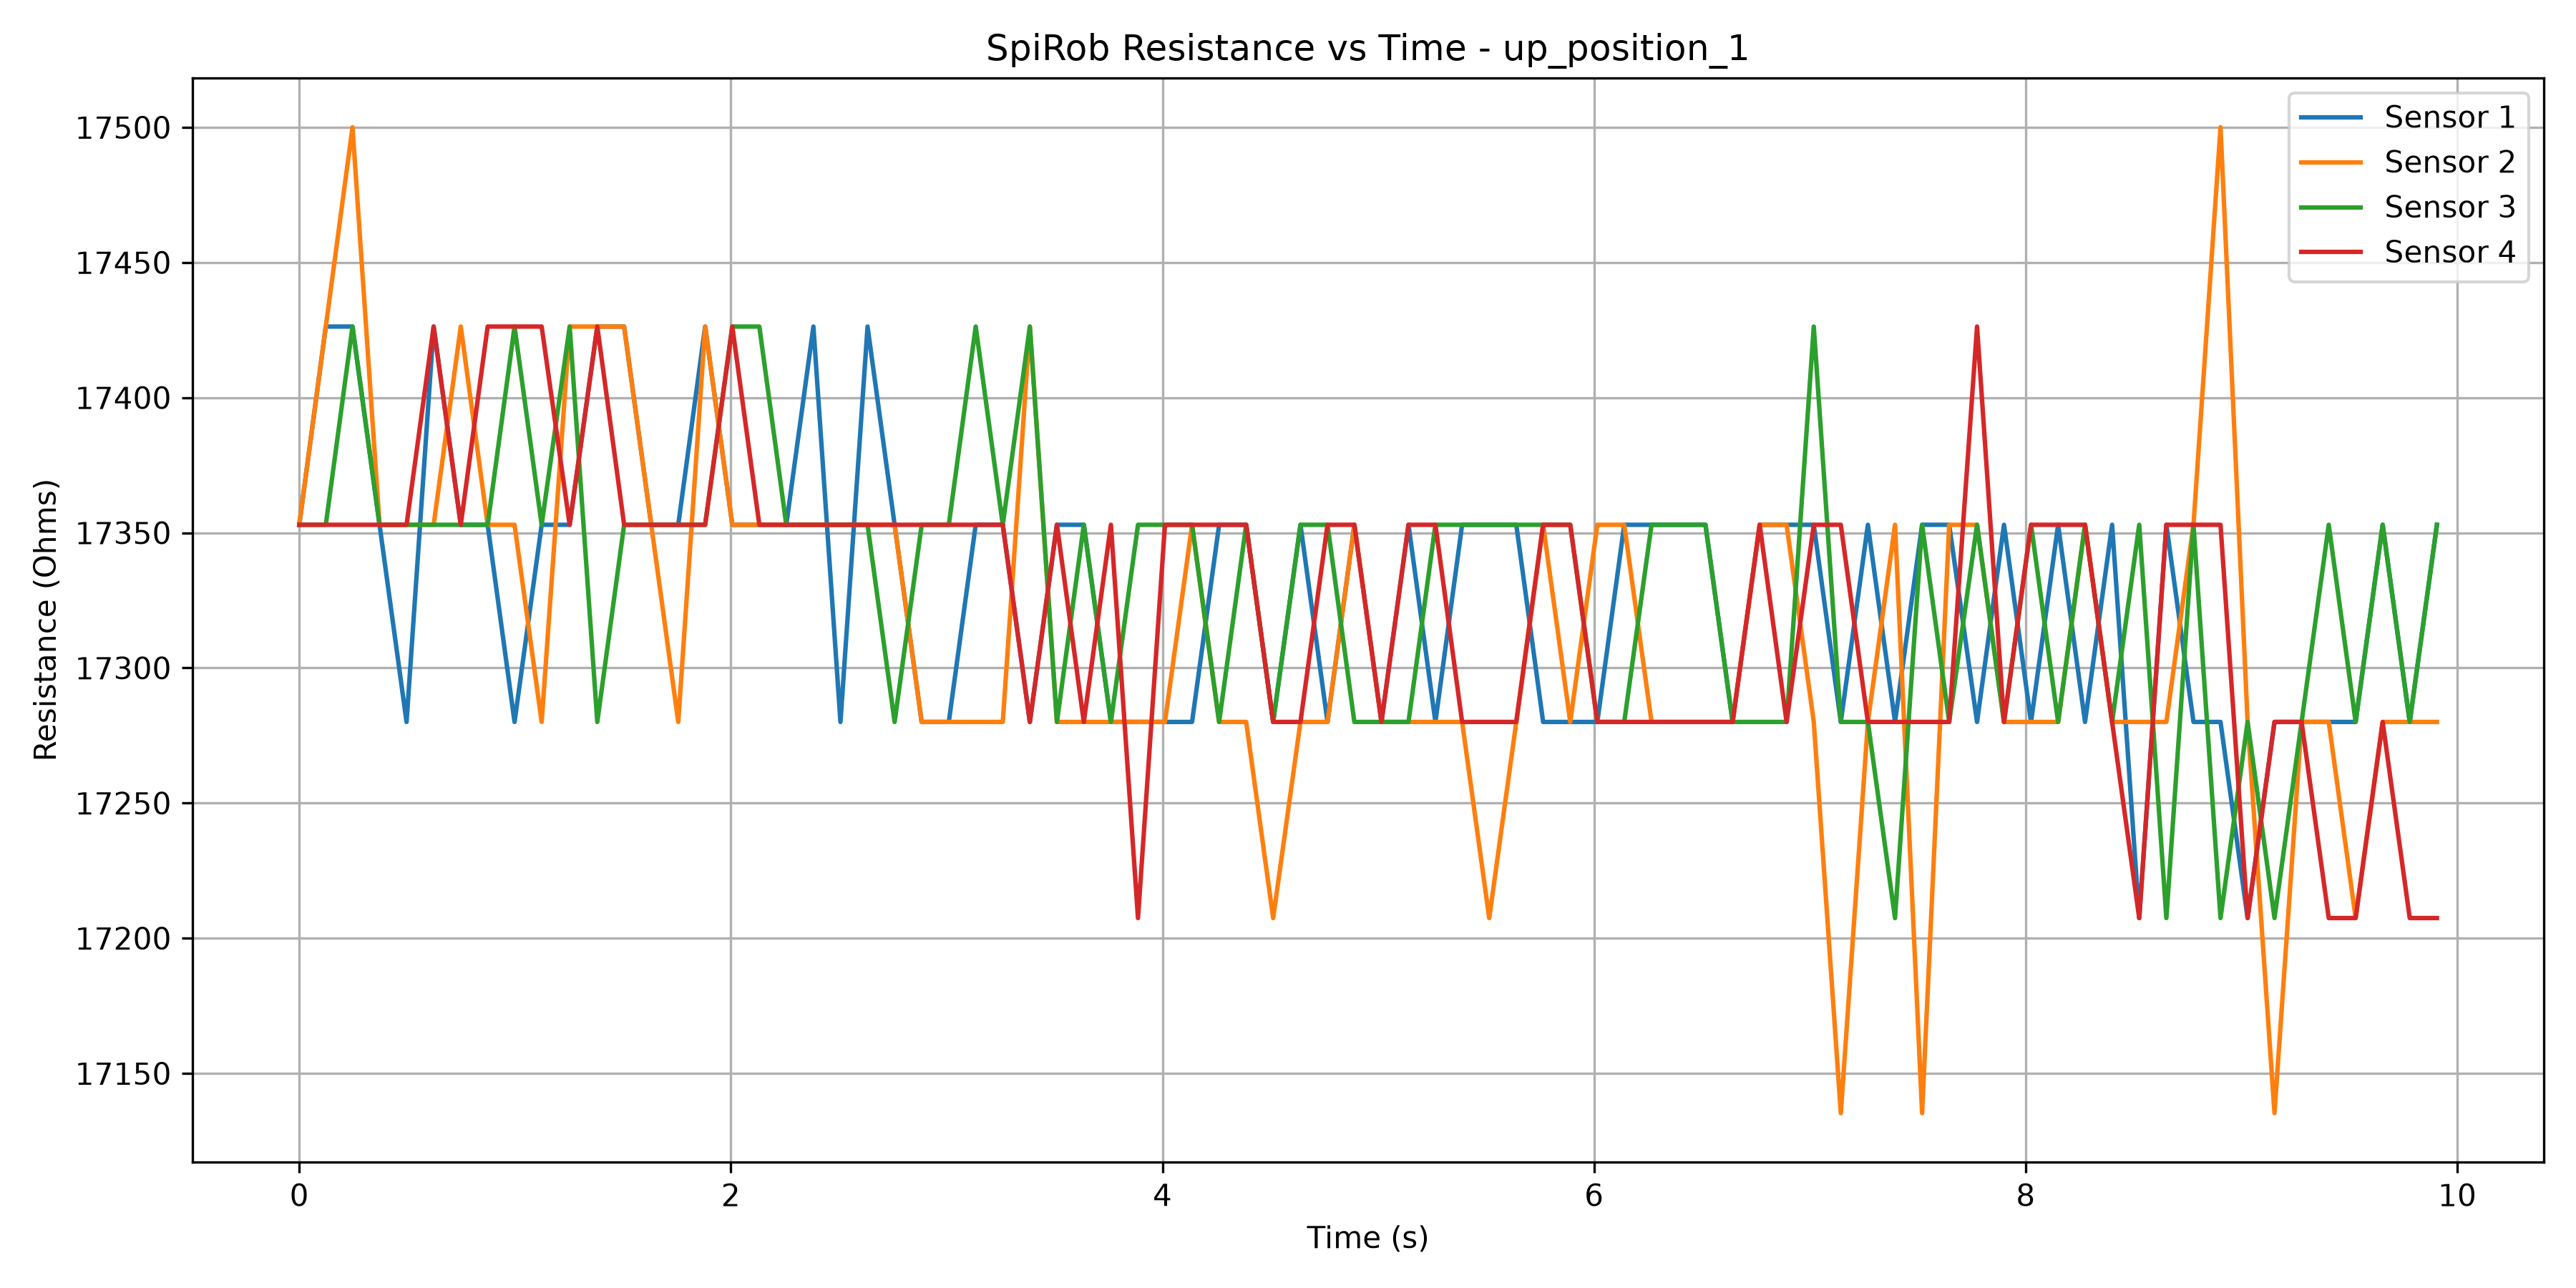 SpiRob Resistance vs Time - up_position_1
17500
17450
17400
17350
17300
17250
17200
17150
Resistance (Ohms)
Sensor 1
Sensor 2
Sensor 3
Sensor 4
0 2 4 6 8 10
Time (s)